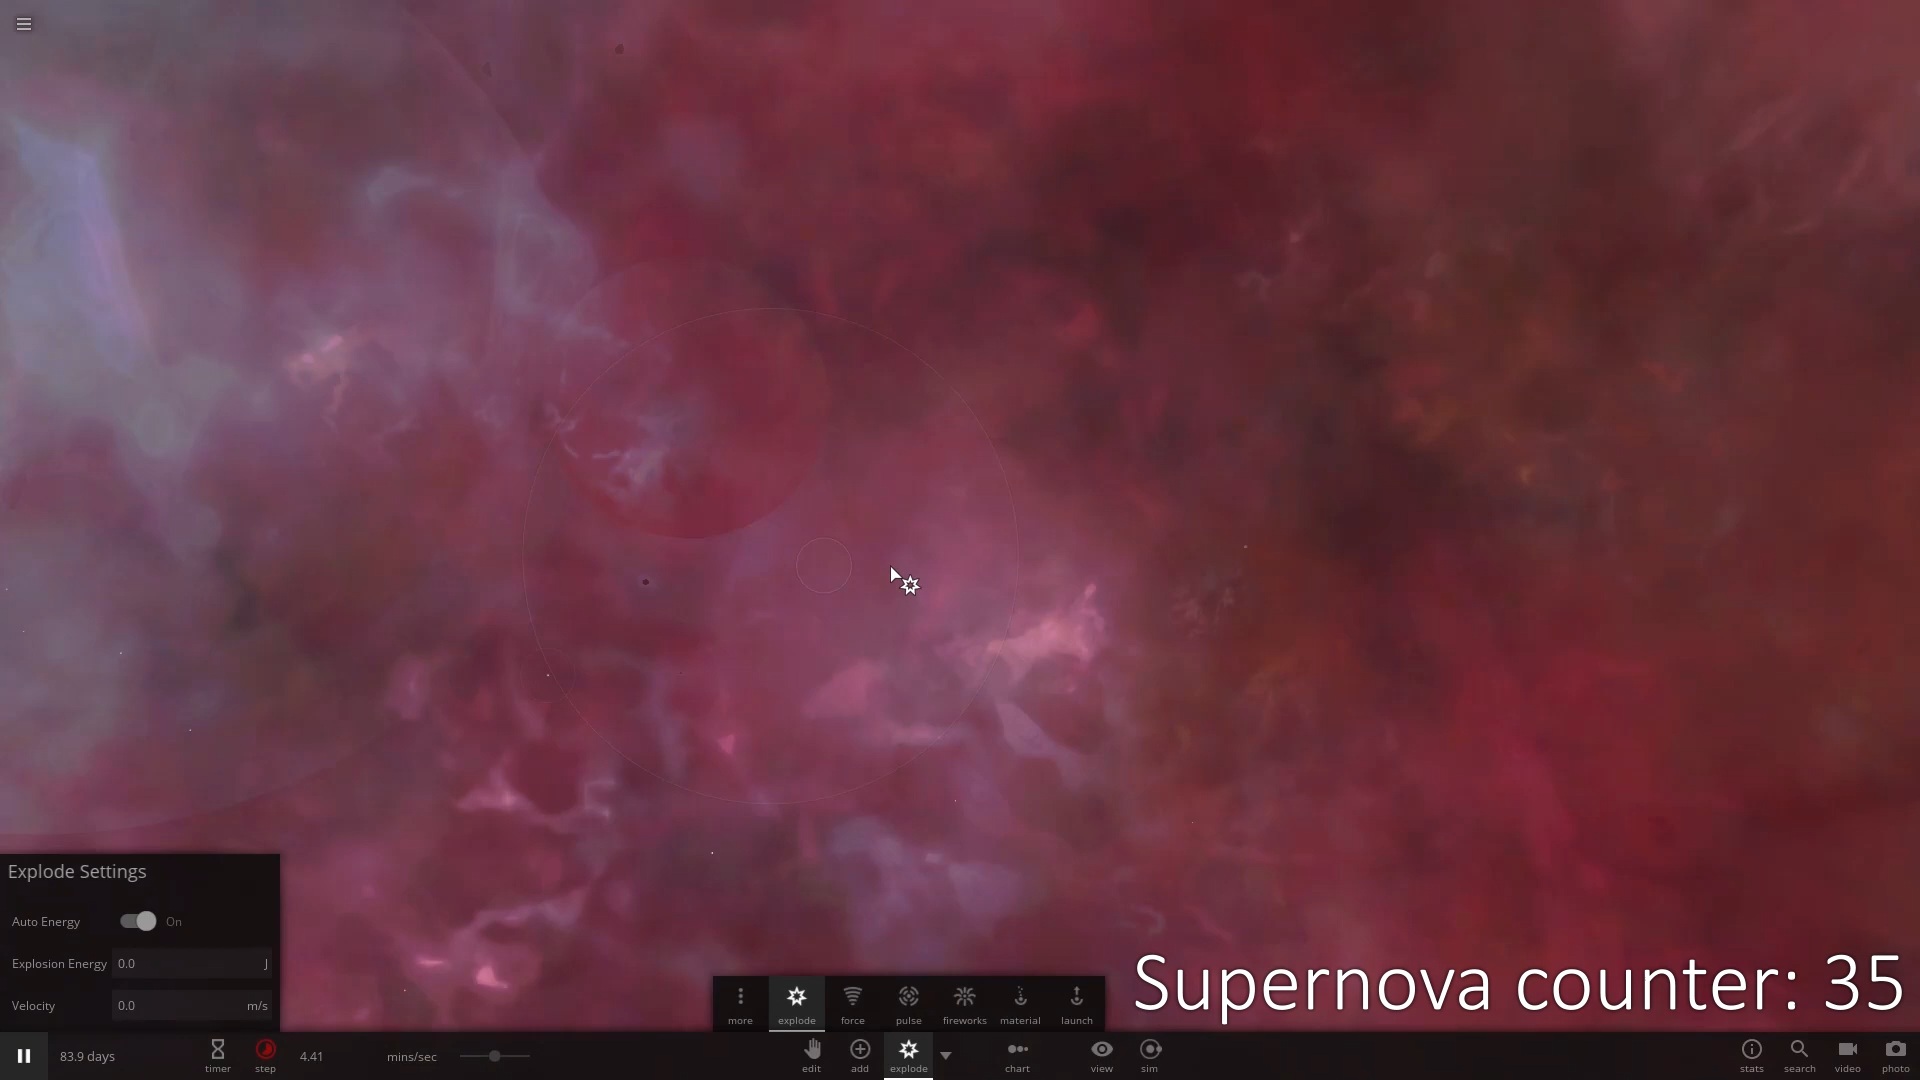 Explode Settings
Auto Energy On
Explosion Energy 0.0 J
Velocity 0.0 m/s
Supernova counter: 35
more explode force pulse fireworks material launch
83.9 days timer step 4.41 mins/sec edit add explode chart view sim stats search video photo